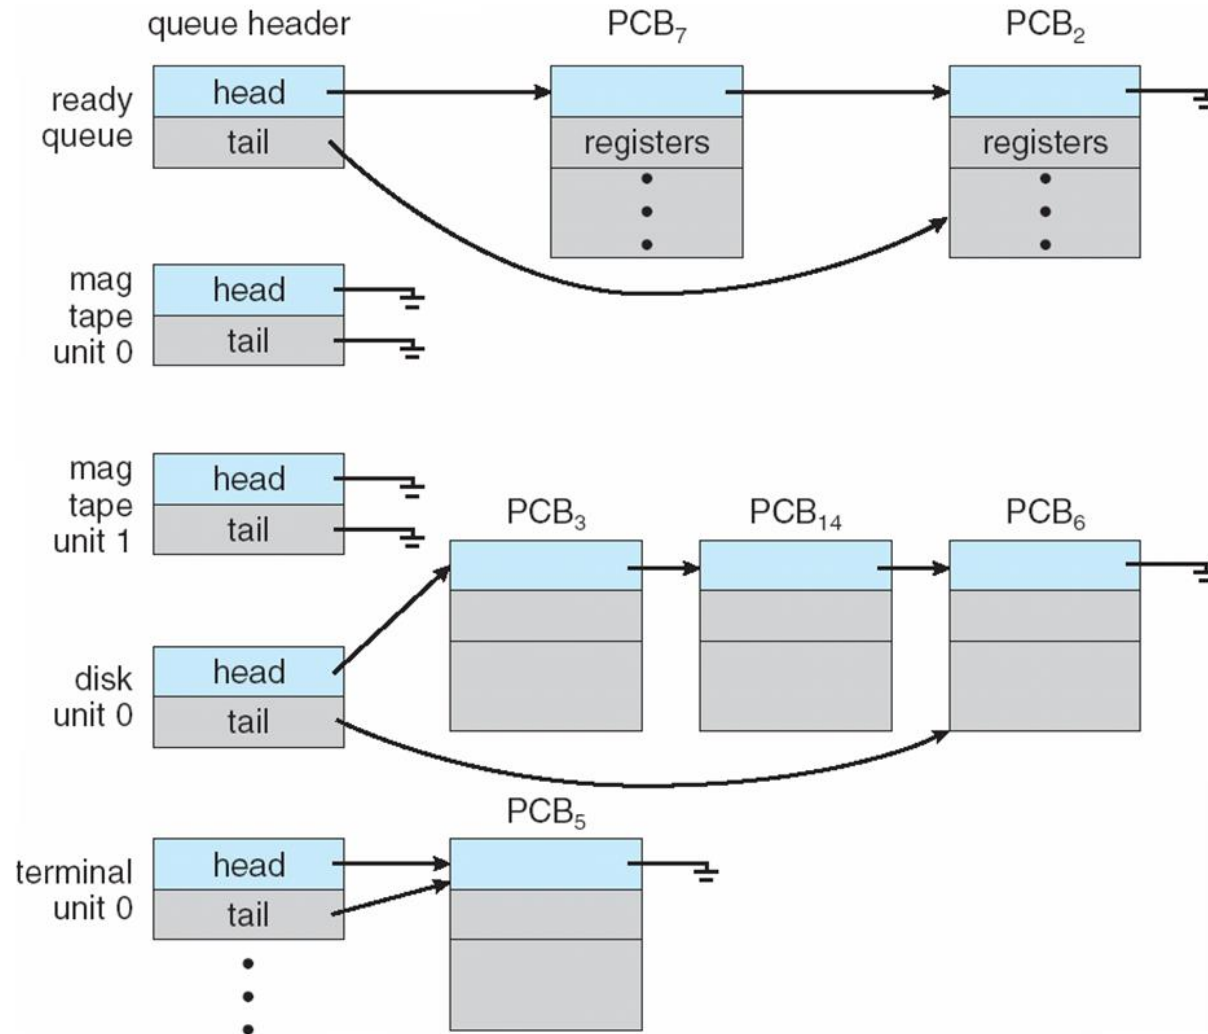 queue header
PCB₇
PCB₂
ready
queue
head
tail
registers
registers
mag
tape
unit 0
head
tail
mag
tape
unit 1
head
tail
PCB₃
PCB₁₄
PCB₆
disk
unit 0
head
tail
PCB₅
terminal
unit 0
head
tail